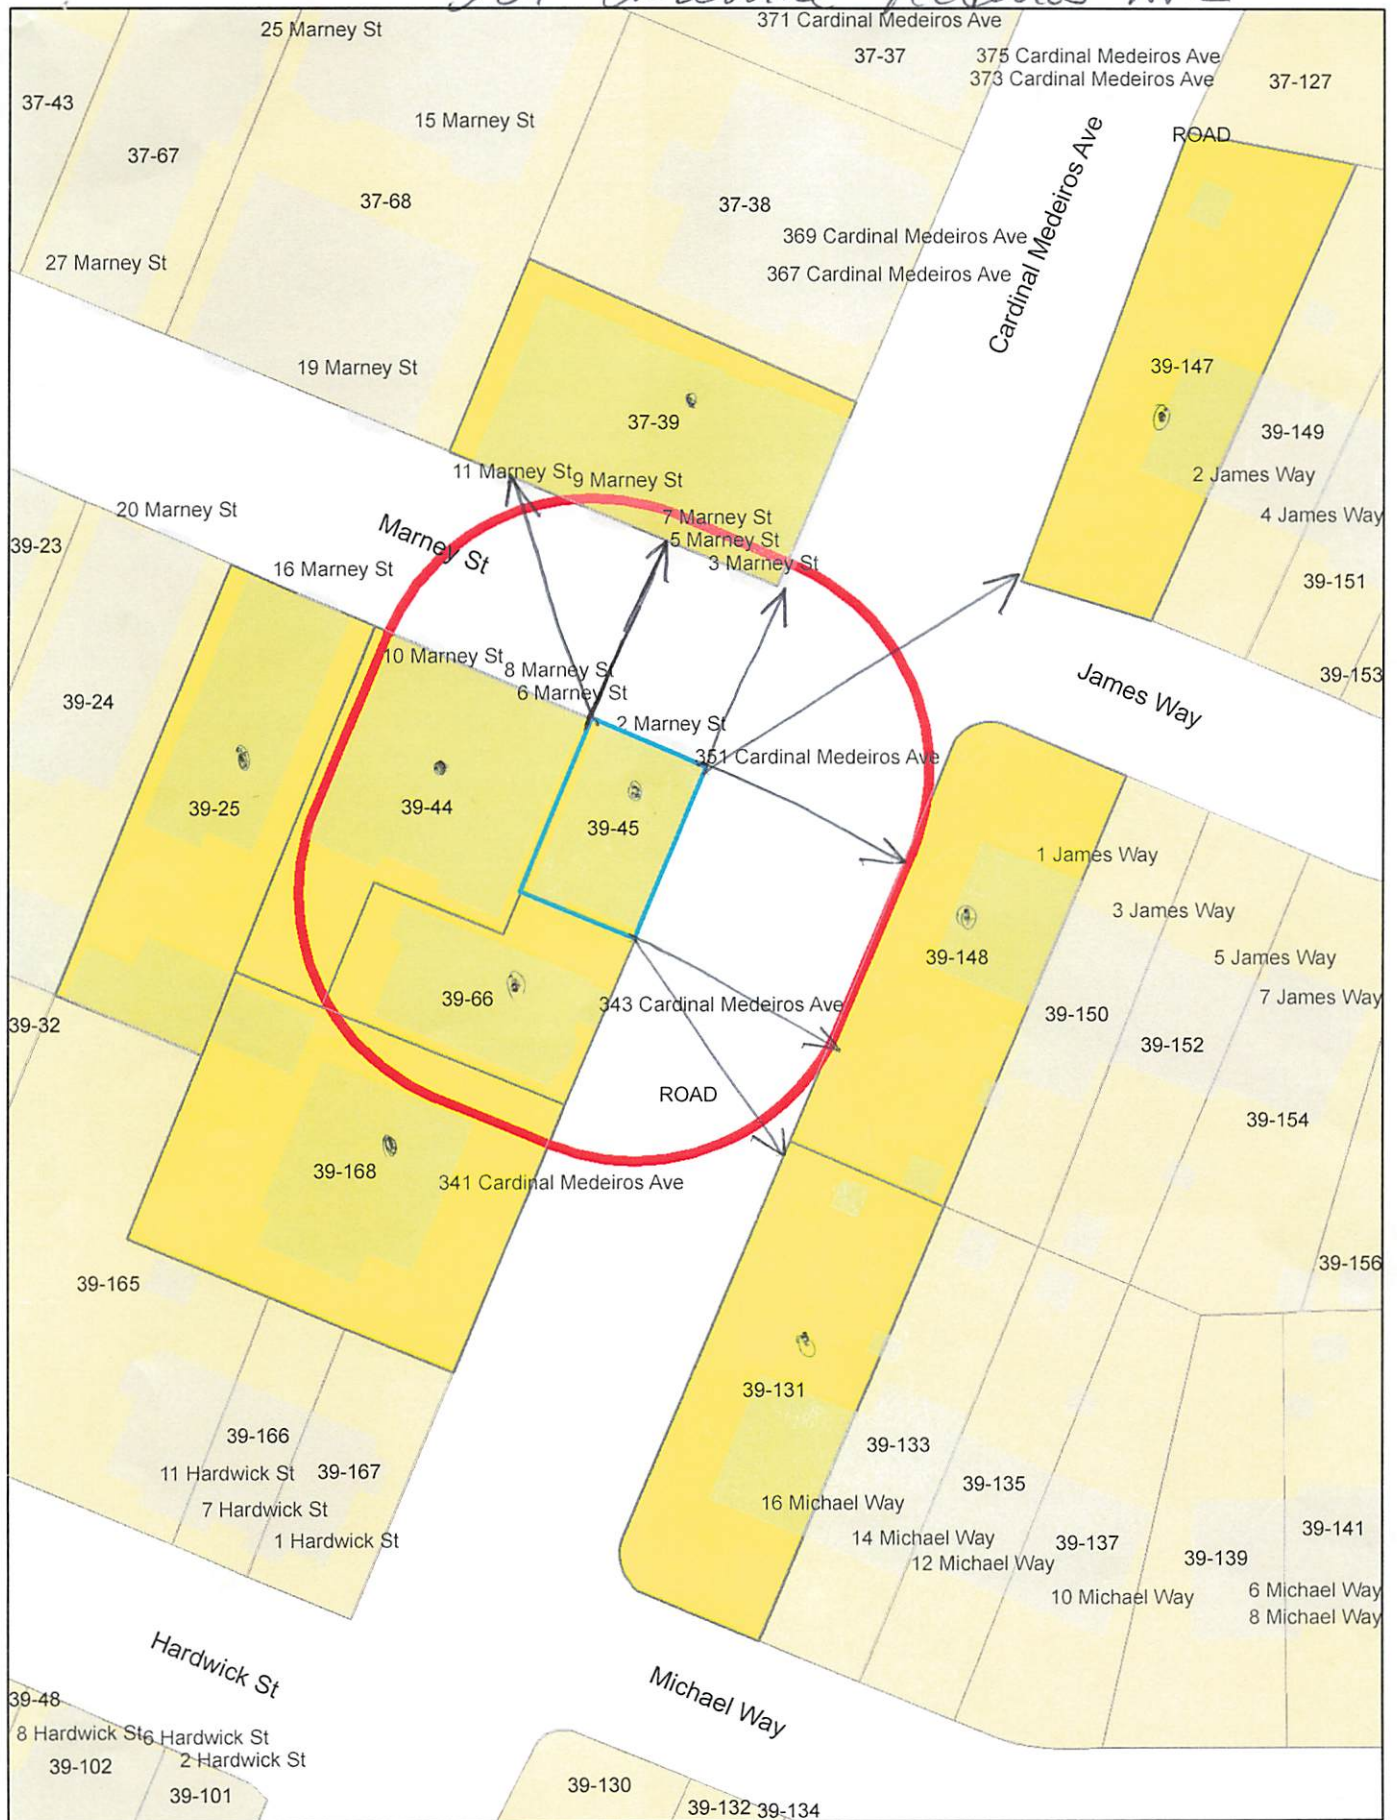 371 Cardinal Medeiros Ave
25 Marney St
37-37
375 Cardinal Medeiros Ave
373 Cardinal Medeiros Ave
37-127
37-43
15 Marney St
ROAD
37-67
37-68
37-38
369 Cardinal Medeiros Ave
367 Cardinal Medeiros Ave
Cardinal Medeiros Ave
27 Marney St
19 Marney St
39-147
37-39
39-149
11 Marney St
9 Marney St
2 James Way
20 Marney St
7 Marney St
4 James Way
Marney St
5 Marney St
39-23
3 Marney St
16 Marney St
39-151
10 Marney St
8 Marney St
39-153
6 Marney St
39-24
James Way
2 Marney St
351 Cardinal Medeiros Ave
39-25
39-44
39-45
1 James Way
3 James Way
39-148
5 James Way
39-66
7 James Way
343 Cardinal Medeiros Ave
39-150
39-32
39-152
ROAD
39-154
39-168
341 Cardinal Medeiros Ave
39-156
39-165
39-131
39-166
39-133
11 Hardwick St
39-167
39-135
7 Hardwick St
16 Michael Way
39-141
1 Hardwick St
14 Michael Way
39-137
39-139
12 Michael Way
6 Michael Way
10 Michael Way
8 Michael Way
Hardwick St
Michael Way
39-48
8 Hardwick St
6 Hardwick St
2 Hardwick St
39-102
39-101
39-130
39-132
39-134